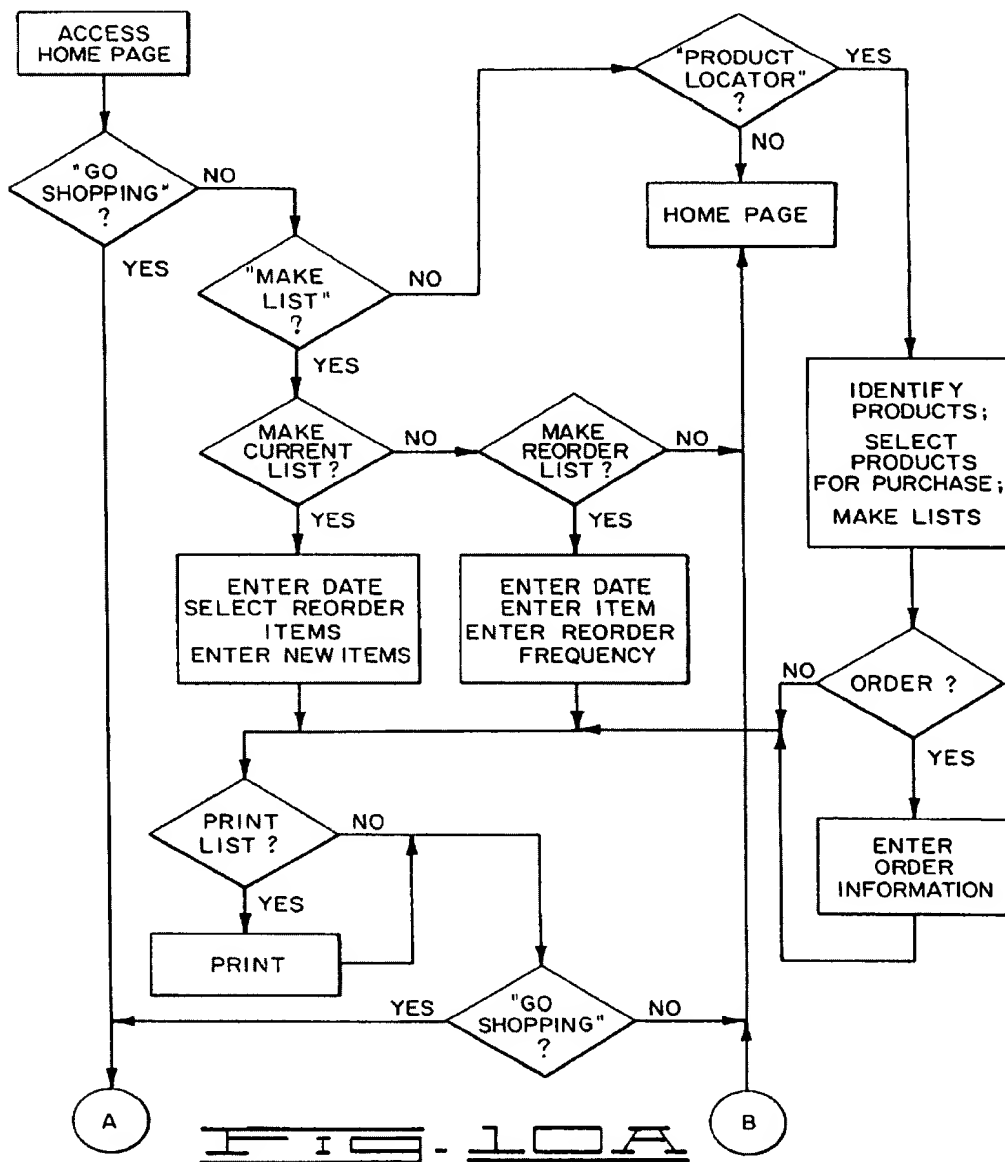 ACCESS
HOME PAGE
"GO
SHOPPING"
?
NO
YES
"MAKE
LIST"
?
NO
YES
"PRODUCT
LOCATOR"
?
YES
NO
HOME PAGE
MAKE
CURRENT
LIST ?
NO
YES
MAKE
REORDER
LIST ?
NO
YES
IDENTIFY
PRODUCTS;
SELECT
PRODUCTS
FOR PURCHASE;
MAKE LISTS
ENTER DATE
SELECT REORDER
ITEMS
ENTER NEW ITEMS
ENTER DATE
ENTER ITEM
ENTER REORDER
FREQUENCY
ORDER ?
NO
YES
ENTER
ORDER
INFORMATION
PRINT
LIST ?
NO
YES
PRINT
"GO
SHOPPING"
?
YES
NO
A
B
FIG-10A